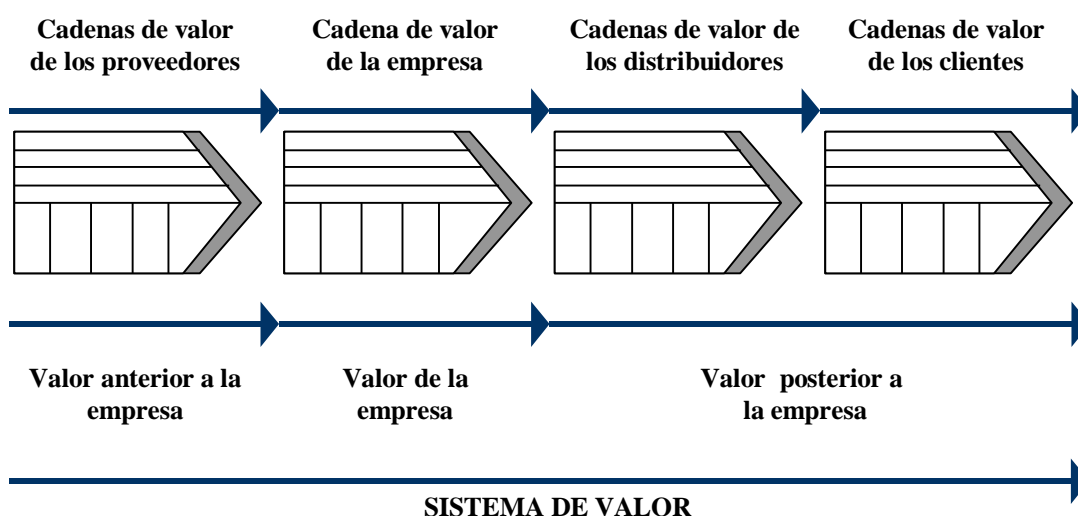 Cadenas de valor
de los proveedores
Cadena de valor
de la empresa
Cadenas de valor de
los distribuidores
Cadenas de valor
de los clientes
Valor anterior a la
empresa
Valor de la
empresa
Valor posterior a
la empresa
SISTEMA DE VALOR